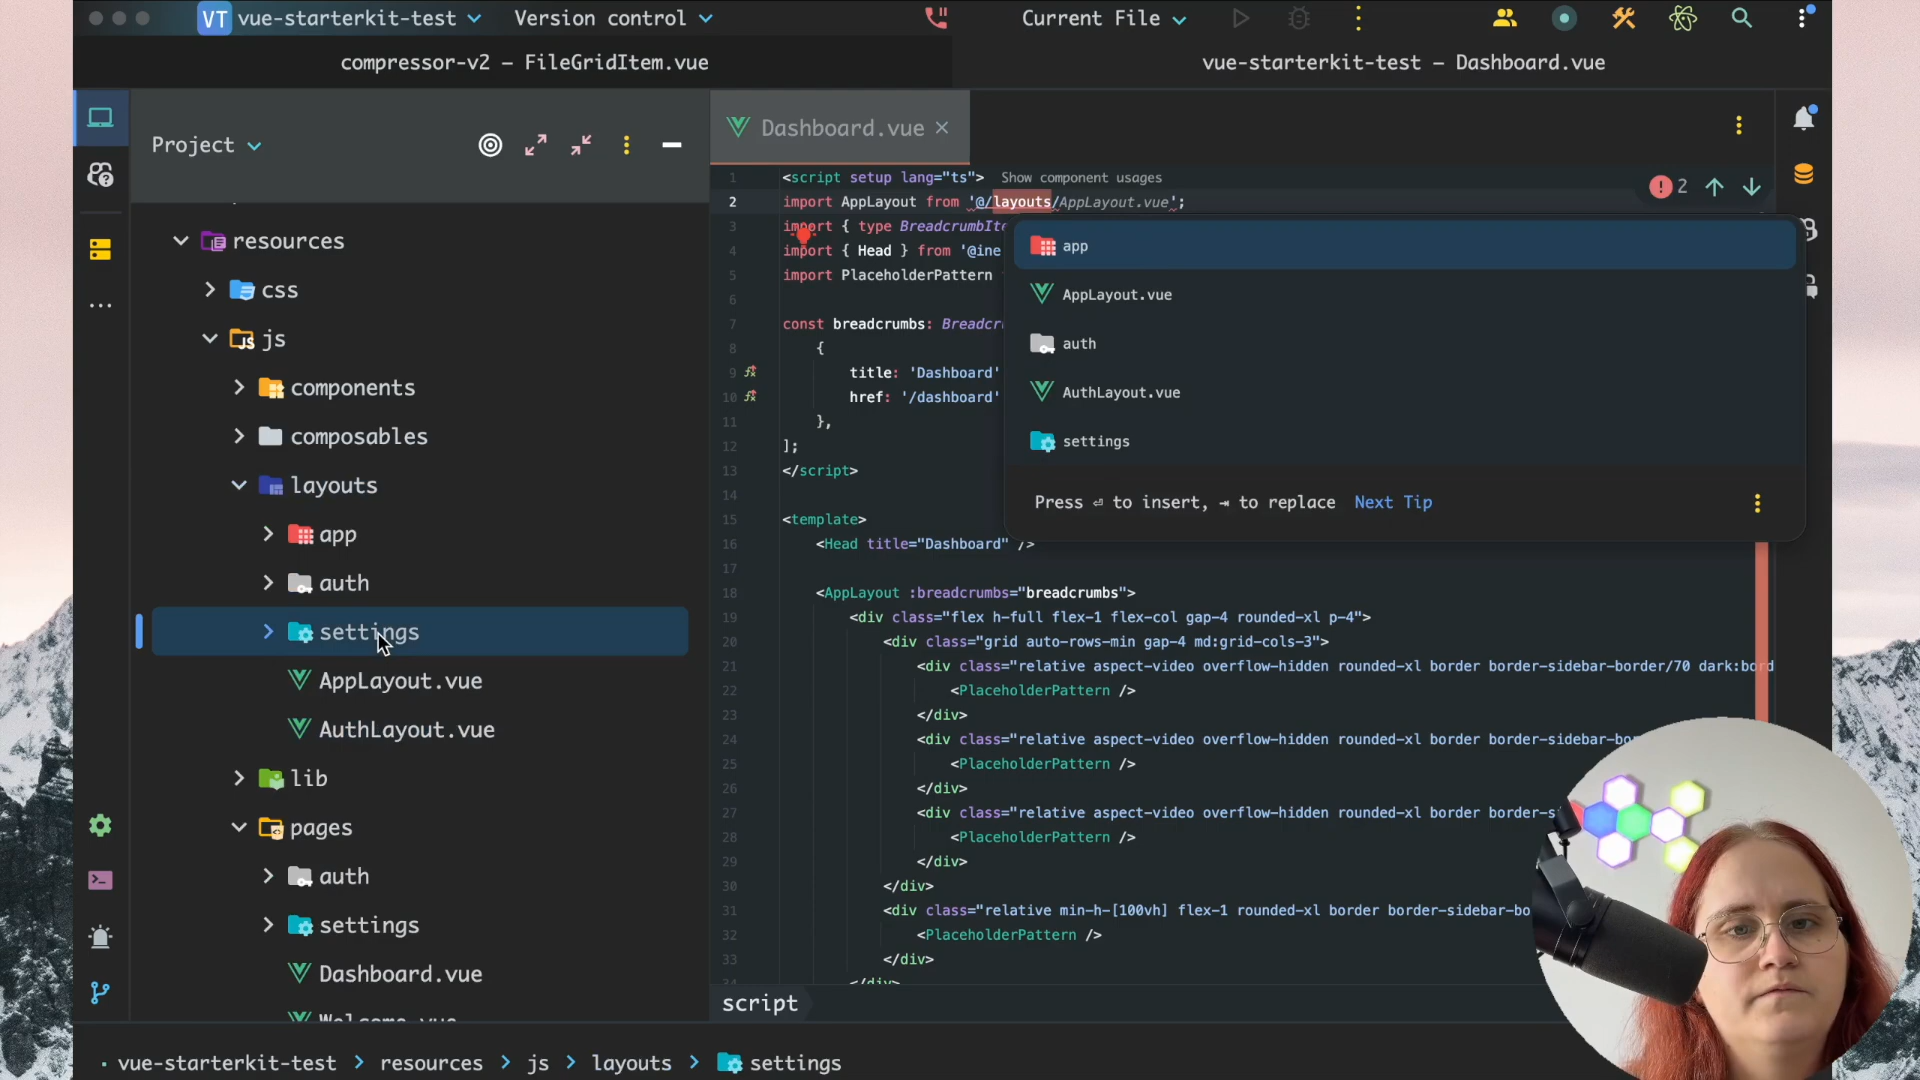 VT vue-starterkit-test Version control Current File
compressor-v2 – FileGridItem.vue vue-starterkit-test – Dashboard.vue
Project
resources
css
js
components
composables
layouts
app
auth
settings
AppLayout.vue
AuthLayout.vue
lib
pages
auth
settings
Dashboard.vue
Welcome.vue
Dashboard.vue
2
1 <script setup lang="ts"> Show component usages
2 import AppLayout from '@/layouts/AppLayout.vue';
3 import { type BreadcrumbIte
4 import { Head } from '@ine
5 import PlaceholderPattern
6
7 const breadcrumbs: Breadcru
8 {
9 title: 'Dashboard'
10 href: '/dashboard'
11 },
12 ];
13 </script>
14
15 <template>
16 <Head title="Dashboard" />
17
18 <AppLayout :breadcrumbs="breadcrumbs">
19 <div class="flex h-full flex-1 flex-col gap-4 rounded-xl p-4">
20 <div class="grid auto-rows-min gap-4 md:grid-cols-3">
21 <div class="relative aspect-video overflow-hidden rounded-xl border border-sidebar-border/70 dark:bord
22 <PlaceholderPattern />
23 </div>
24 <div class="relative aspect-video overflow-hidden rounded-xl border border-sidebar-bor
25 <PlaceholderPattern />
26 </div>
27 <div class="relative aspect-video overflow-hidden rounded-xl border border-s
28 <PlaceholderPattern />
29 </div>
30 </div>
31 <div class="relative min-h-[100vh] flex-1 rounded-xl border border-sidebar-bo
32 <PlaceholderPattern />
33 </div>
34 </div>
app
AppLayout.vue
auth
AuthLayout.vue
settings
Press ⏎ to insert, ⇥ to replace Next Tip
script
vue-starterkit-test > resources > js > layouts > settings